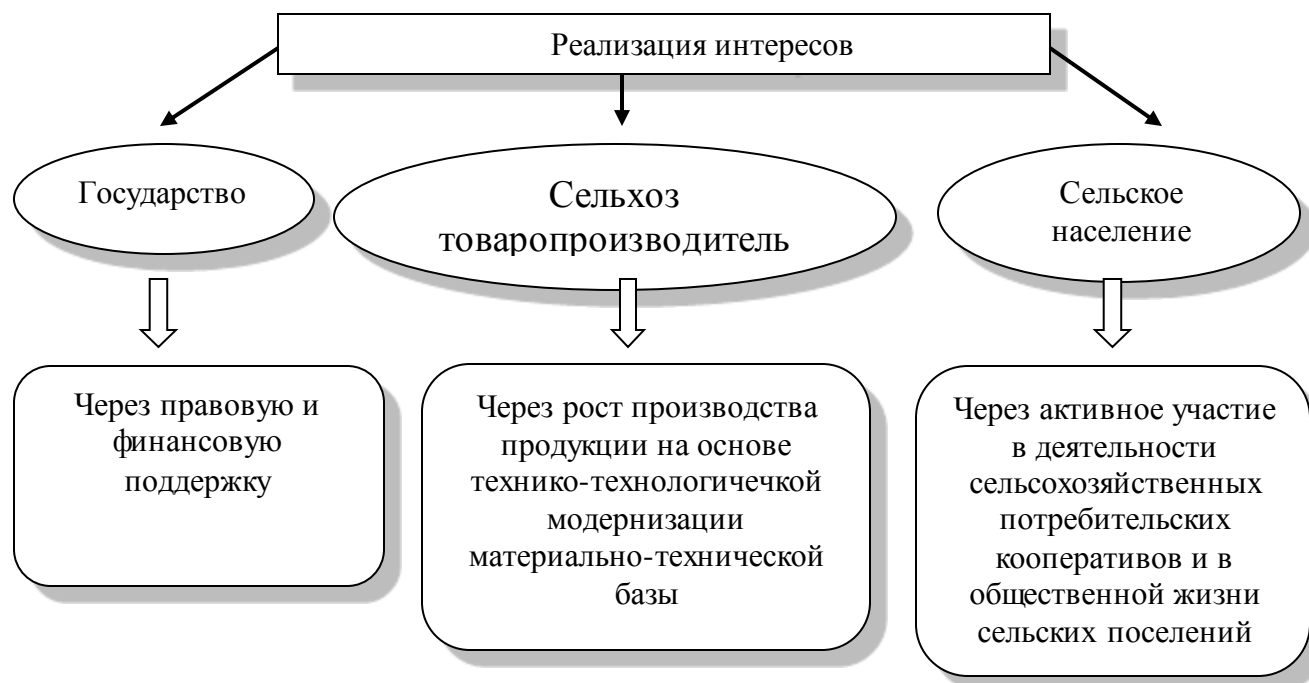 Реализация интересов
Государство
Сельхоз
товаропроизводитель
Сельское
население
Через правовую и
финансовую
поддержку
Через рост производства
продукции на основе
технико-технологичечкой
модернизации
материально-технической
базы
Через активное участие
в деятельности
сельсохозяйственных
потребительских
кооперативов и в
общественной жизни
сельских поселений